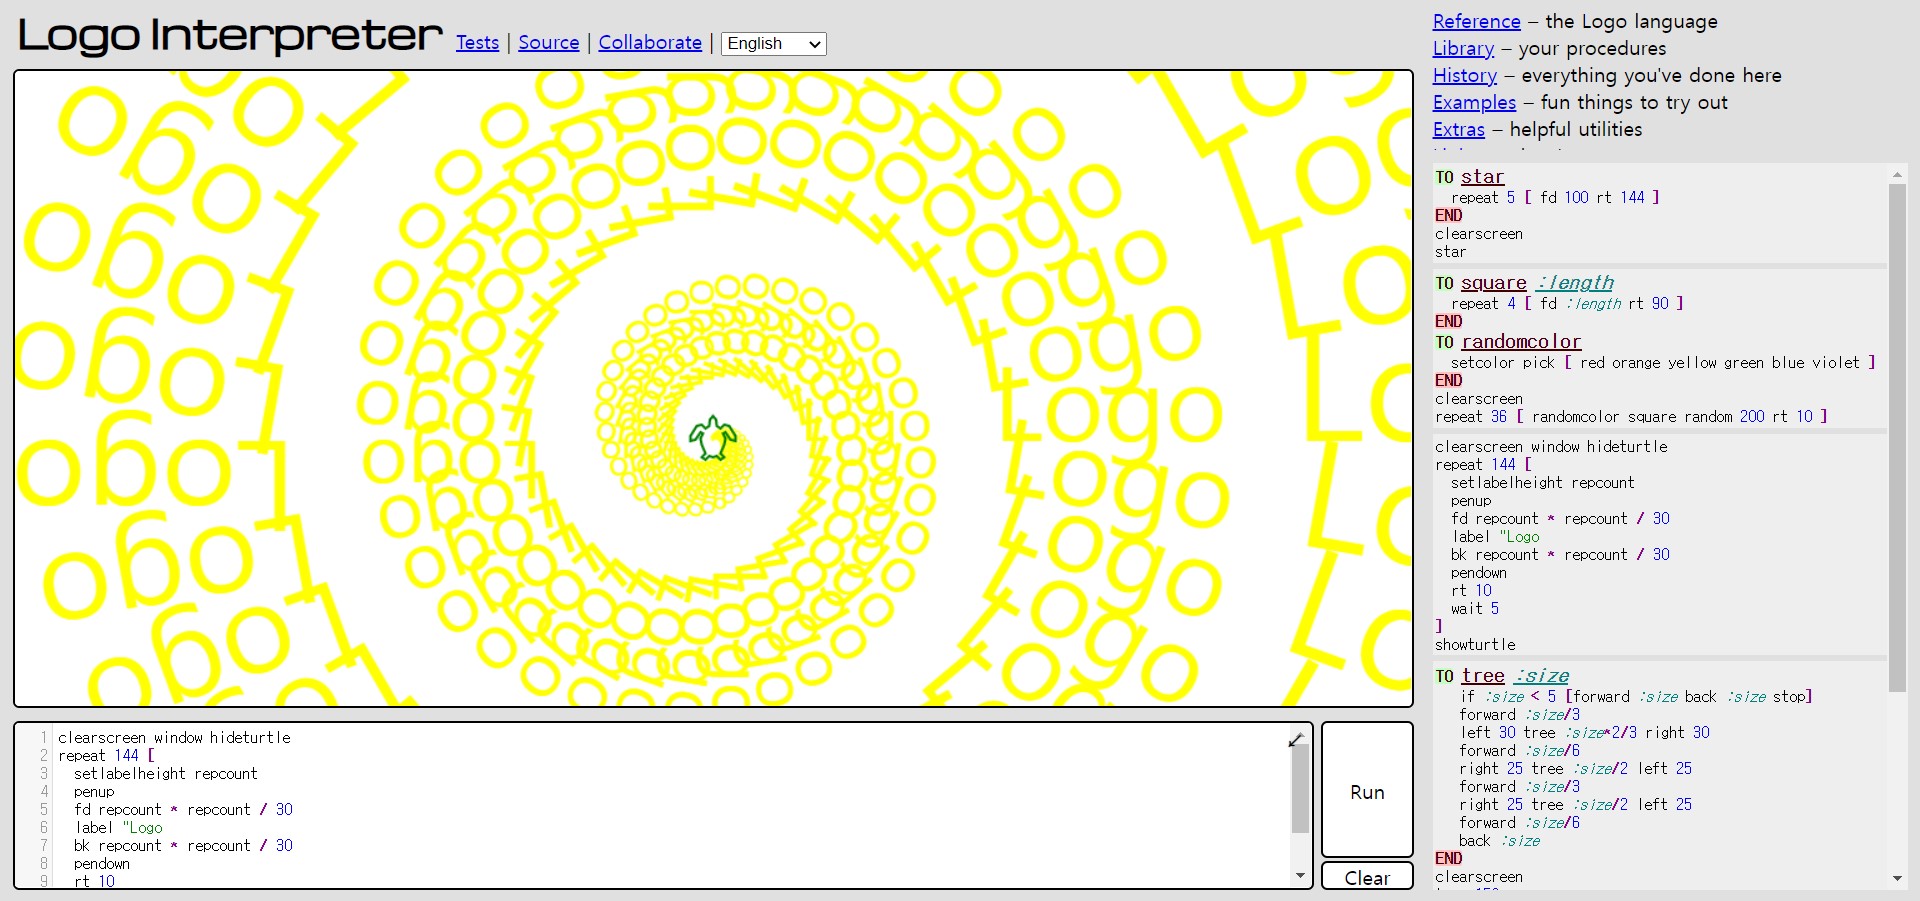 Logo Interpreter
Tests | Source | Collaborate | English
Reference – the Logo language
Library – your procedures
History – everything you've done here
Examples – fun things to try out
Extras – helpful utilities
TO star
repeat 5 [ fd 100 rt 144 ]
END
clearscreen
star
TO square :length
repeat 4 [ fd :length rt 90 ]
END
TO randomcolor
setcolor pick [ red orange yellow green blue violet ]
END
clearscreen
repeat 36 [ randomcolor square random 200 rt 10 ]
clearscreen window hideturtle
repeat 144 [
setlabelheight repcount
penup
fd repcount * repcount / 30
label "Logo
bk repcount * repcount / 30
pendown
rt 10
wait 5
]
showturtle
TO tree :size
if :size < 5 [forward :size back :size stop]
forward :size/3
left 30 tree :size*2/3 right 30
forward :size/6
right 25 tree :size/2 left 25
forward :size/3
right 25 tree :size/2 left 25
forward :size/6
back :size
END
clearscreen
1 clearscreen window hideturtle
2 repeat 144 [
3 setlabelheight repcount
4 penup
5 fd repcount * repcount / 30
6 label "Logo
7 bk repcount * repcount / 30
8 pendown
9 rt 10
Run
Clear